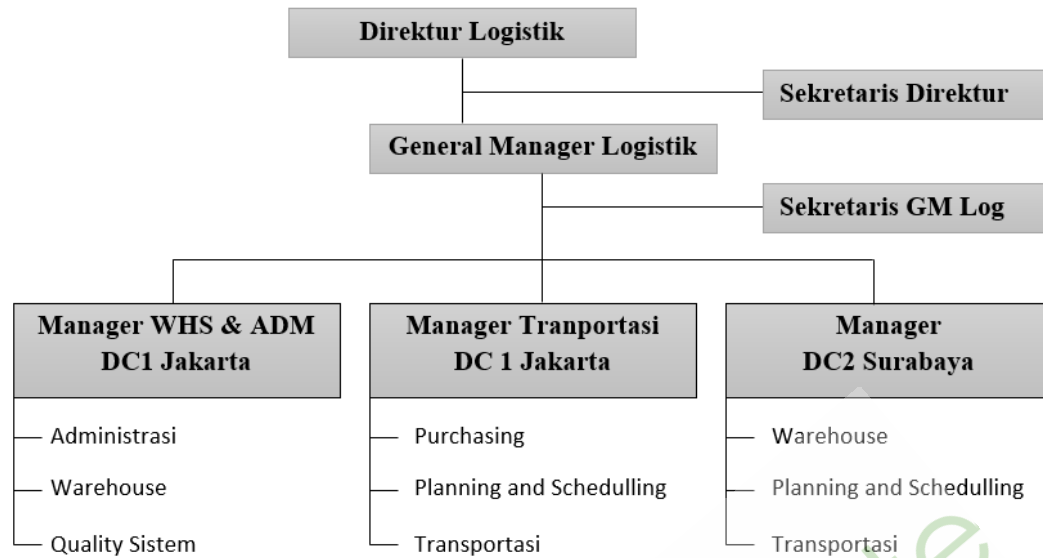 Direktur Logistik
Sekretaris Direktur
General Manager Logistik
Sekretaris GM Log
Manager WHS & ADM
DC1 Jakarta
Administrasi
Warehouse
Quality Sistem
Manager Tranportasi
DC 1 Jakarta
Purchasing
Planning and Schedulling
Transportasi
Manager
DC2 Surabaya
Warehouse
Planning and Schedulling
Transportasi